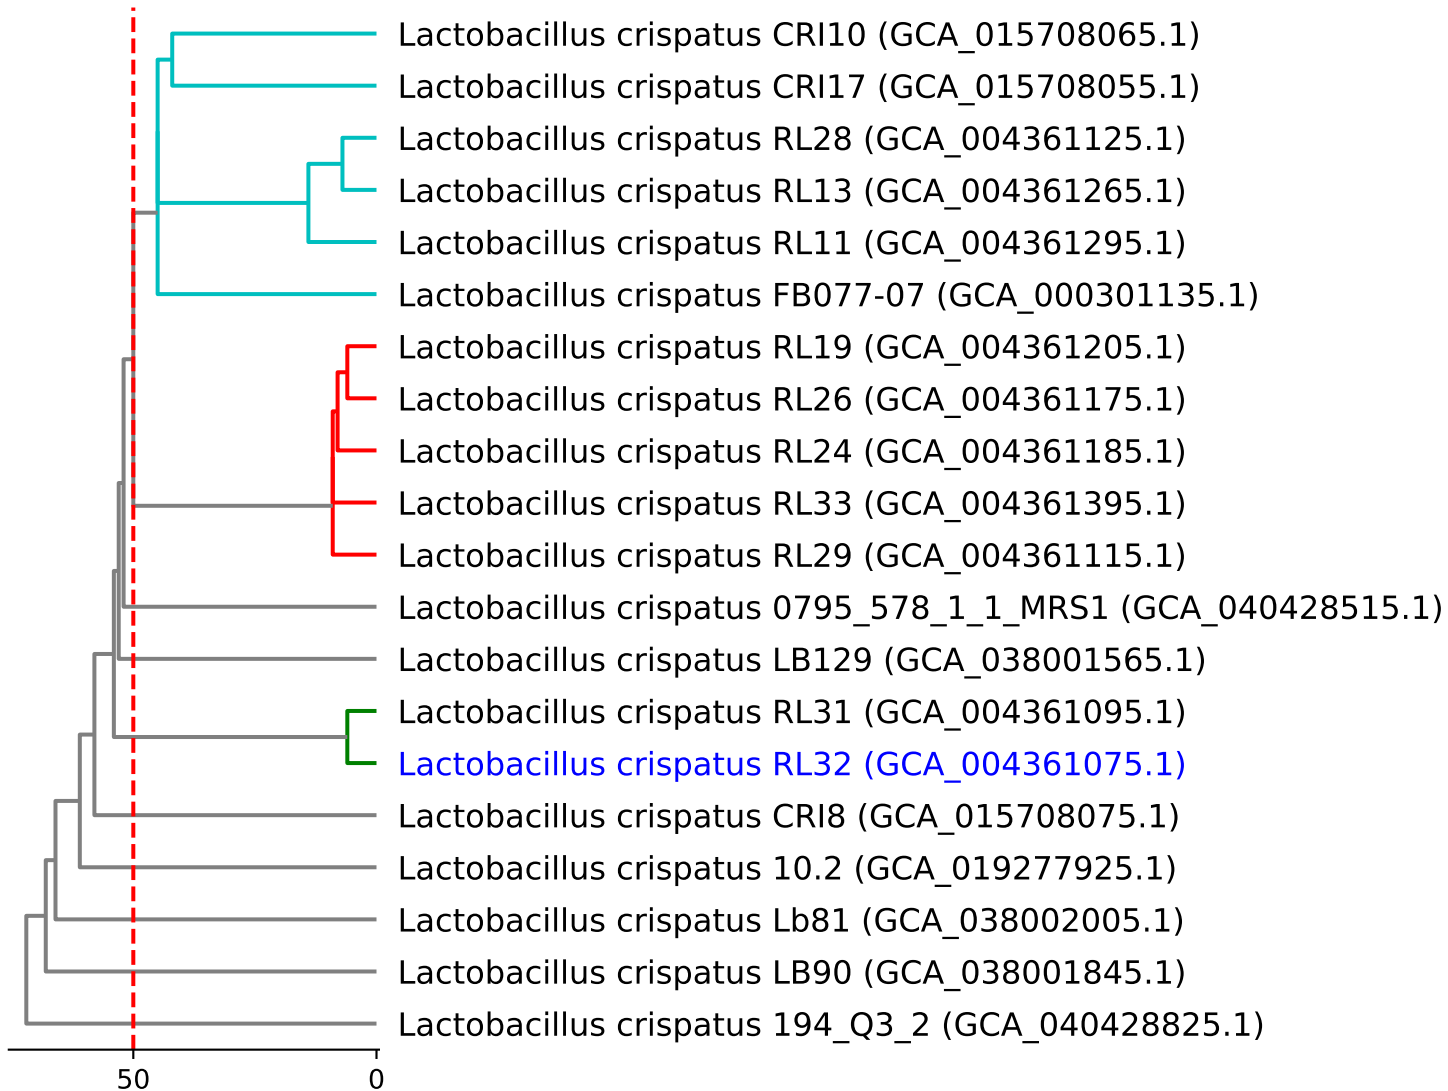 Lactobacillus crispatus CRI10 (GCA_015708065.1)
Lactobacillus crispatus CRI17 (GCA_015708055.1)
Lactobacillus crispatus RL28 (GCA_004361125.1)
Lactobacillus crispatus RL13 (GCA_004361265.1)
Lactobacillus crispatus RL11 (GCA_004361295.1)
Lactobacillus crispatus FB077-07 (GCA_000301135.1)
Lactobacillus crispatus RL19 (GCA_004361205.1)
Lactobacillus crispatus RL26 (GCA_004361175.1)
Lactobacillus crispatus RL24 (GCA_004361185.1)
Lactobacillus crispatus RL33 (GCA_004361395.1)
Lactobacillus crispatus RL29 (GCA_004361115.1)
Lactobacillus crispatus 0795_578_1_1_MRS1 (GCA_040428515.1)
Lactobacillus crispatus LB129 (GCA_038001565.1)
Lactobacillus crispatus RL31 (GCA_004361095.1)
Lactobacillus crispatus RL32 (GCA_004361075.1)
Lactobacillus crispatus CRI8 (GCA_015708075.1)
Lactobacillus crispatus 10.2 (GCA_019277925.1)
Lactobacillus crispatus Lb81 (GCA_038002005.1)
Lactobacillus crispatus LB90 (GCA_038001845.1)
Lactobacillus crispatus 194_Q3_2 (GCA_040428825.1)
50 0